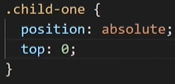 .child-one {
  position: absolute;
  top: 0;
}